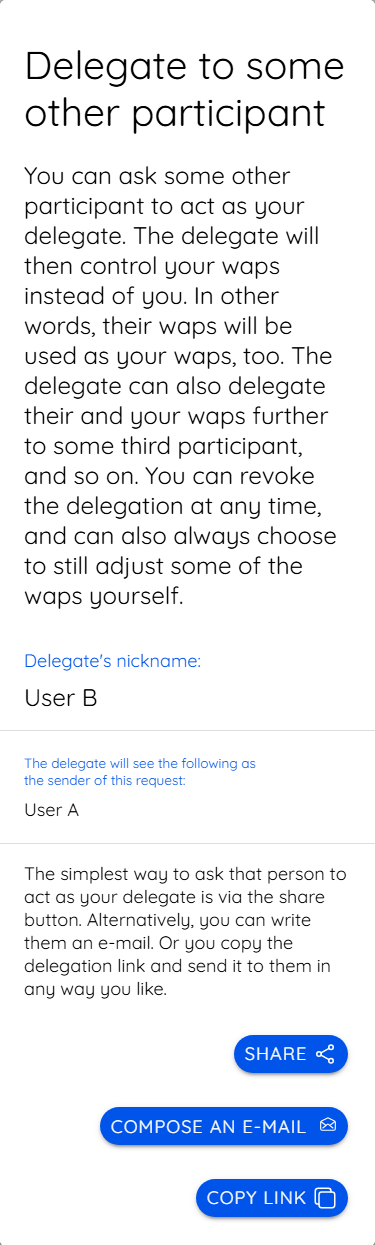 Delegate to some
other participant
You can ask some other
participant to act as your
delegate. The delegate will
then control your waps
instead of you. In other
words, their waps will be
used as your waps, too. The
delegate can also delegate
their and your waps further
to some third participant,
and so on. You can revoke
the delegation at any time,
and can also always choose
to still adjust some of the
waps yourself.
Delegate's nickname:
User B
The delegate will see the following as
the sender of this request:
User A
The simplest way to ask that person to
act as your delegate is via the share
button. Alternatively, you can write
them an e-mail. Or you copy the
delegation link and send it to them in
any way you like.
SHARE
COMPOSE AN E-MAIL
COPY LINK